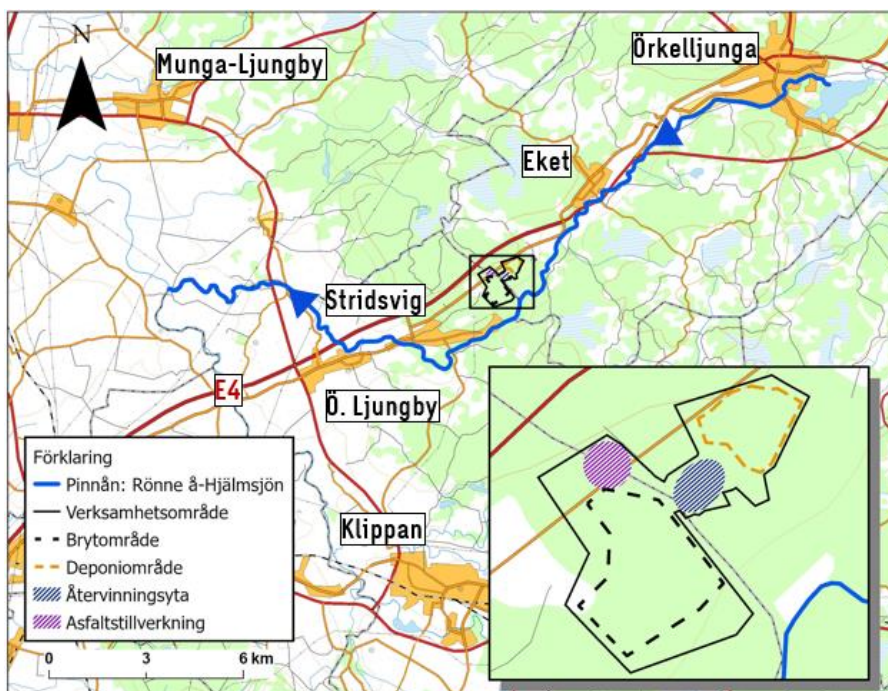 N
Munga-Ljungby
Örkelljunga
Eket
Stridsvig
E4
Ö. Ljungby
Klippan
Förklaring
Pinnån: Rönne å-Hjälmsjön
Verksamhetsområde
Brytområde
Deponiområde
Återvinningsyta
Asfaltstillverkning
0 3 6 km